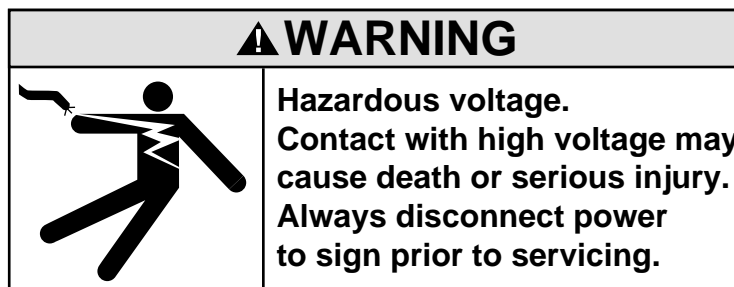 WARNING
Hazardous voltage.
Contact with high voltage may
cause death or serious injury.
Always disconnect power
to sign prior to servicing.